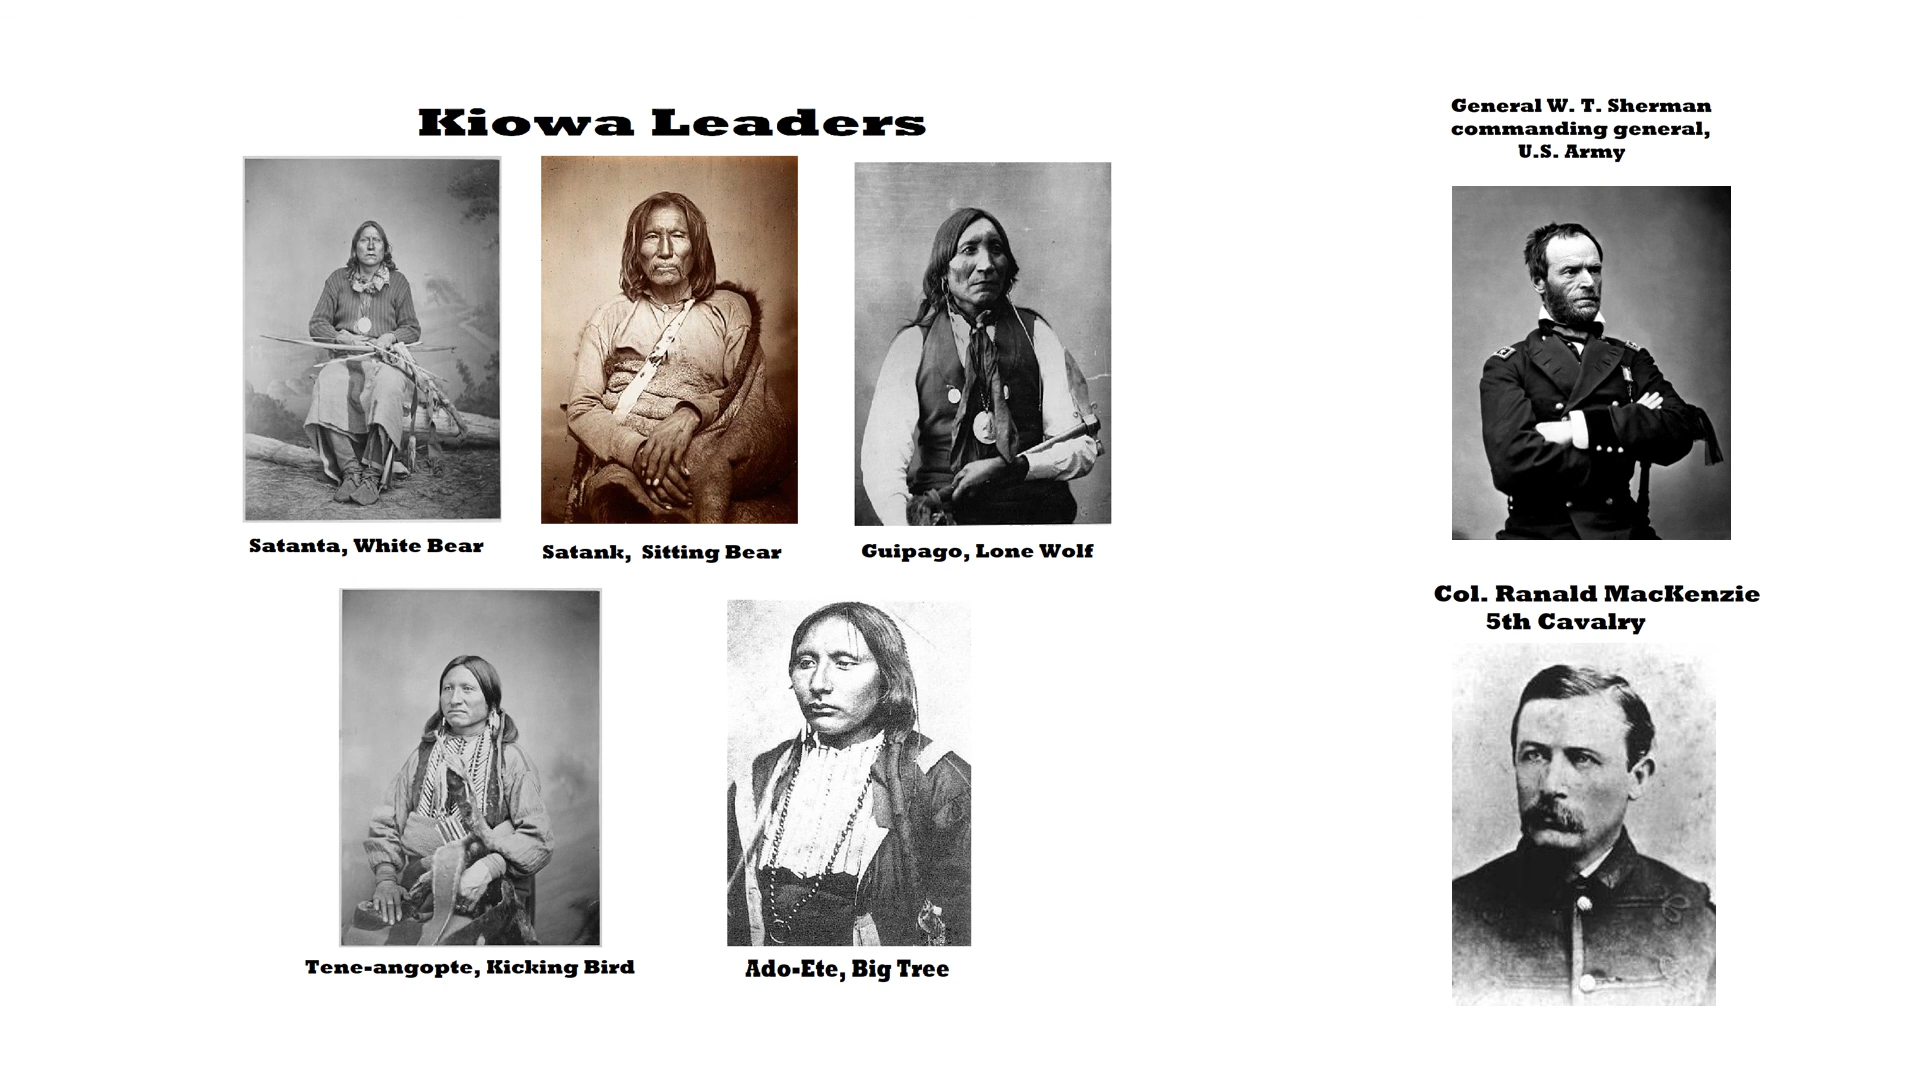 Kiowa Leaders
Satanta, White Bear
Satank,  Sitting Bear
Guipago, Lone Wolf
Tene-angopte, Kicking Bird
Ado-Ete, Big Tree
General W. T. Sherman
commanding general,
U.S. Army
Col. Ranald MacKenzie
5th Cavalry